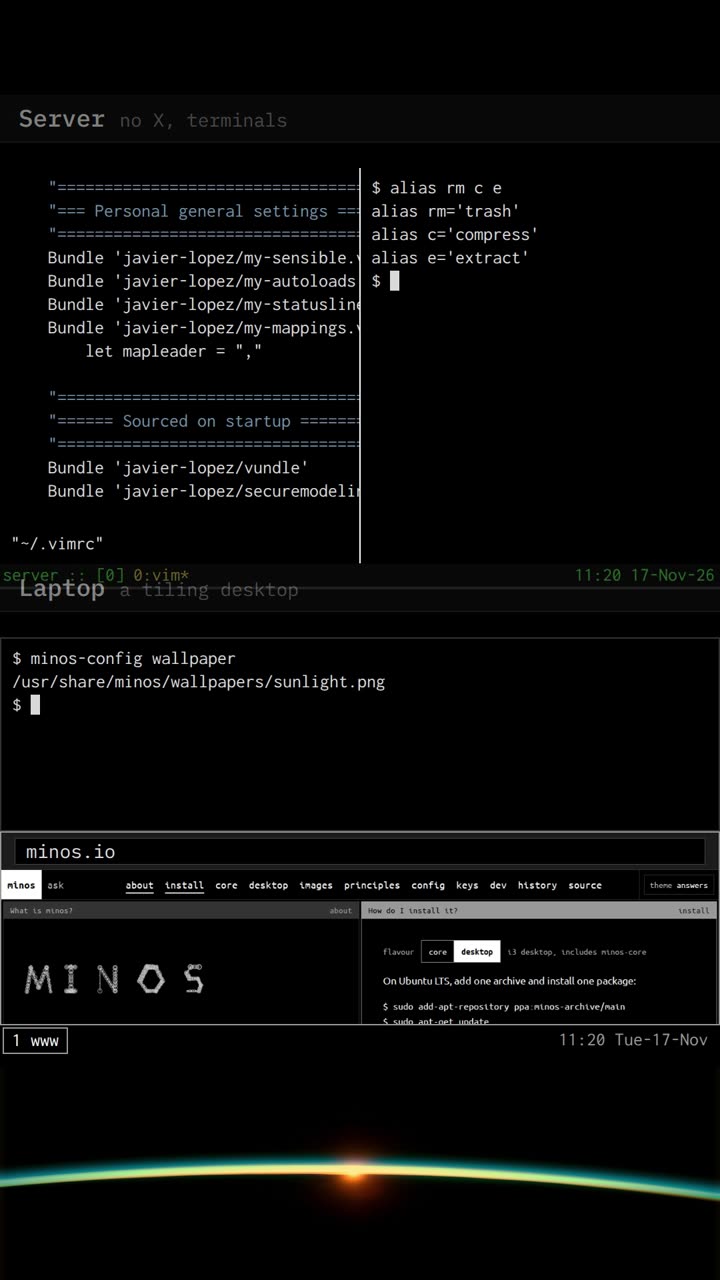 Server no X, terminals
"=================================
"=== Personal general settings ===
"=================================
Bundle 'javier-lopez/my-sensible.v
Bundle 'javier-lopez/my-autoloads
Bundle 'javier-lopez/my-statusline
Bundle 'javier-lopez/my-mappings.v
let mapleader = ","
"=================================
"====== Sourced on startup =======
"=================================
Bundle 'javier-lopez/vundle'
Bundle 'javier-lopez/securemodelin
"~/.vimrc"
$ alias rm c e
alias rm='trash'
alias c='compress'
alias e='extract'
$
server :: [0] 0:vim* 11:20 17-Nov-26
Laptop a tiling desktop
$ minos-config wallpaper
/usr/share/minos/wallpapers/sunlight.png
$
minos.io
minos ask about install core desktop images principles config keys dev history source theme answers
What is minos? about
MINOS
How do I install it? install
flavour core desktop i3 desktop, includes minos-core
On Ubuntu LTS, add one archive and install one package:
$ sudo add-apt-repository ppa:minos-archive/main
$ sudo apt-get update
1 www 11:20 Tue-17-Nov